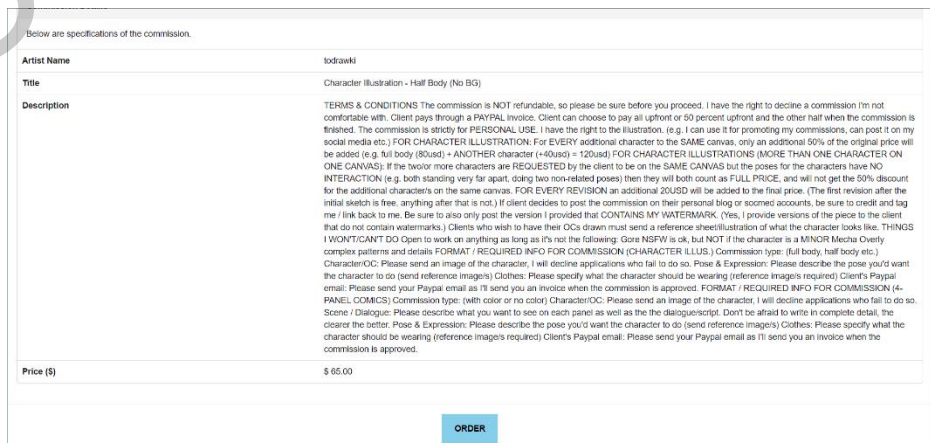 Below are specifications of the commission.
Artist Name todrawki
Title Character Illustration - Half Body (No BG)
Description TERMS & CONDITIONS The commission is NOT refundable, so please be sure before you proceed. I have the right to decline a commission I'm not
comfortable with. Client pays through a PAYPAL Invoice. Client can choose to pay all upfront or 50 percent upfront and the other half when the commission is
finished. The commission is strictly for PERSONAL USE. I have the right to the illustration. (e.g. I can use it for promoting my commissions, can post it on my
social media etc.) FOR CHARACTER ILLUSTRATION: For EVERY additional character to the SAME canvas, only an additional 50% of the original price will
be added (e.g. full body (80usd) + ANOTHER character (+40usd) = 120usd) FOR CHARACTER ILLUSTRATIONS (MORE THAN ONE CHARACTER ON
ONE CANVAS): If the two/or more characters are REQUESTED by the client to be on the SAME CANVAS but the poses for the characters have NO
INTERACTION (e.g. both standing very far apart, doing two non-related poses) then they will both count as FULL PRICE, and will not get the 50% discount
for the additional character/s on the same canvas. FOR EVERY REVISION an additional 20USD will be added to the final price. (The first revision after the
initial sketch is free, anything after that is not.) If client decides to post the commission on their personal blog or socmed accounts, be sure to credit and tag
me / link back to me. Be sure to also only post the version I provided that CONTAINS MY WATERMARK. (Yes, I provide versions of the piece to the client
that do not contain watermarks.) Clients who wish to have their OCs drawn must send a reference sheet/illustration of what the character looks like. THINGS
I WON'T/CAN'T DO Open to work on anything as long as it's not the following: Gore NSFW is ok, but NOT if the character is a MINOR Mecha Overly
complex patterns and details FORMAT / REQUIRED INFO FOR COMMISSION (CHARACTER ILLUS.) Commission type: (full body, half body etc.)
Character/OC: Please send an image of the character, I will decline applications who fail to do so. Pose & Expression: Please describe the pose you'd want
the character to do (send reference image/s) Clothes: Please specify what the character should be wearing (reference image/s required) Client's Paypal
email: Please send your Paypal email as I'll send you an invoice when the commission is approved. FORMAT / REQUIRED INFO FOR COMMISSION (4-
PANEL COMICS) Commission type: (with color or no color) Character/OC: Please send an image of the character, I will decline applications who fail to do so.
Scene / Dialogue: Please describe what you want to see on each panel as well as the the dialogue/script. Don't be afraid to write in complete detail, the
clearer the better. Pose & Expression: Please describe the pose you'd want the character to do (send reference image/s) Clothes: Please specify what the
character should be wearing (reference image/s required) Client's Paypal email: Please send your Paypal email as I'll send you an invoice when the
commission is approved.
Price ($) $ 65.00
ORDER